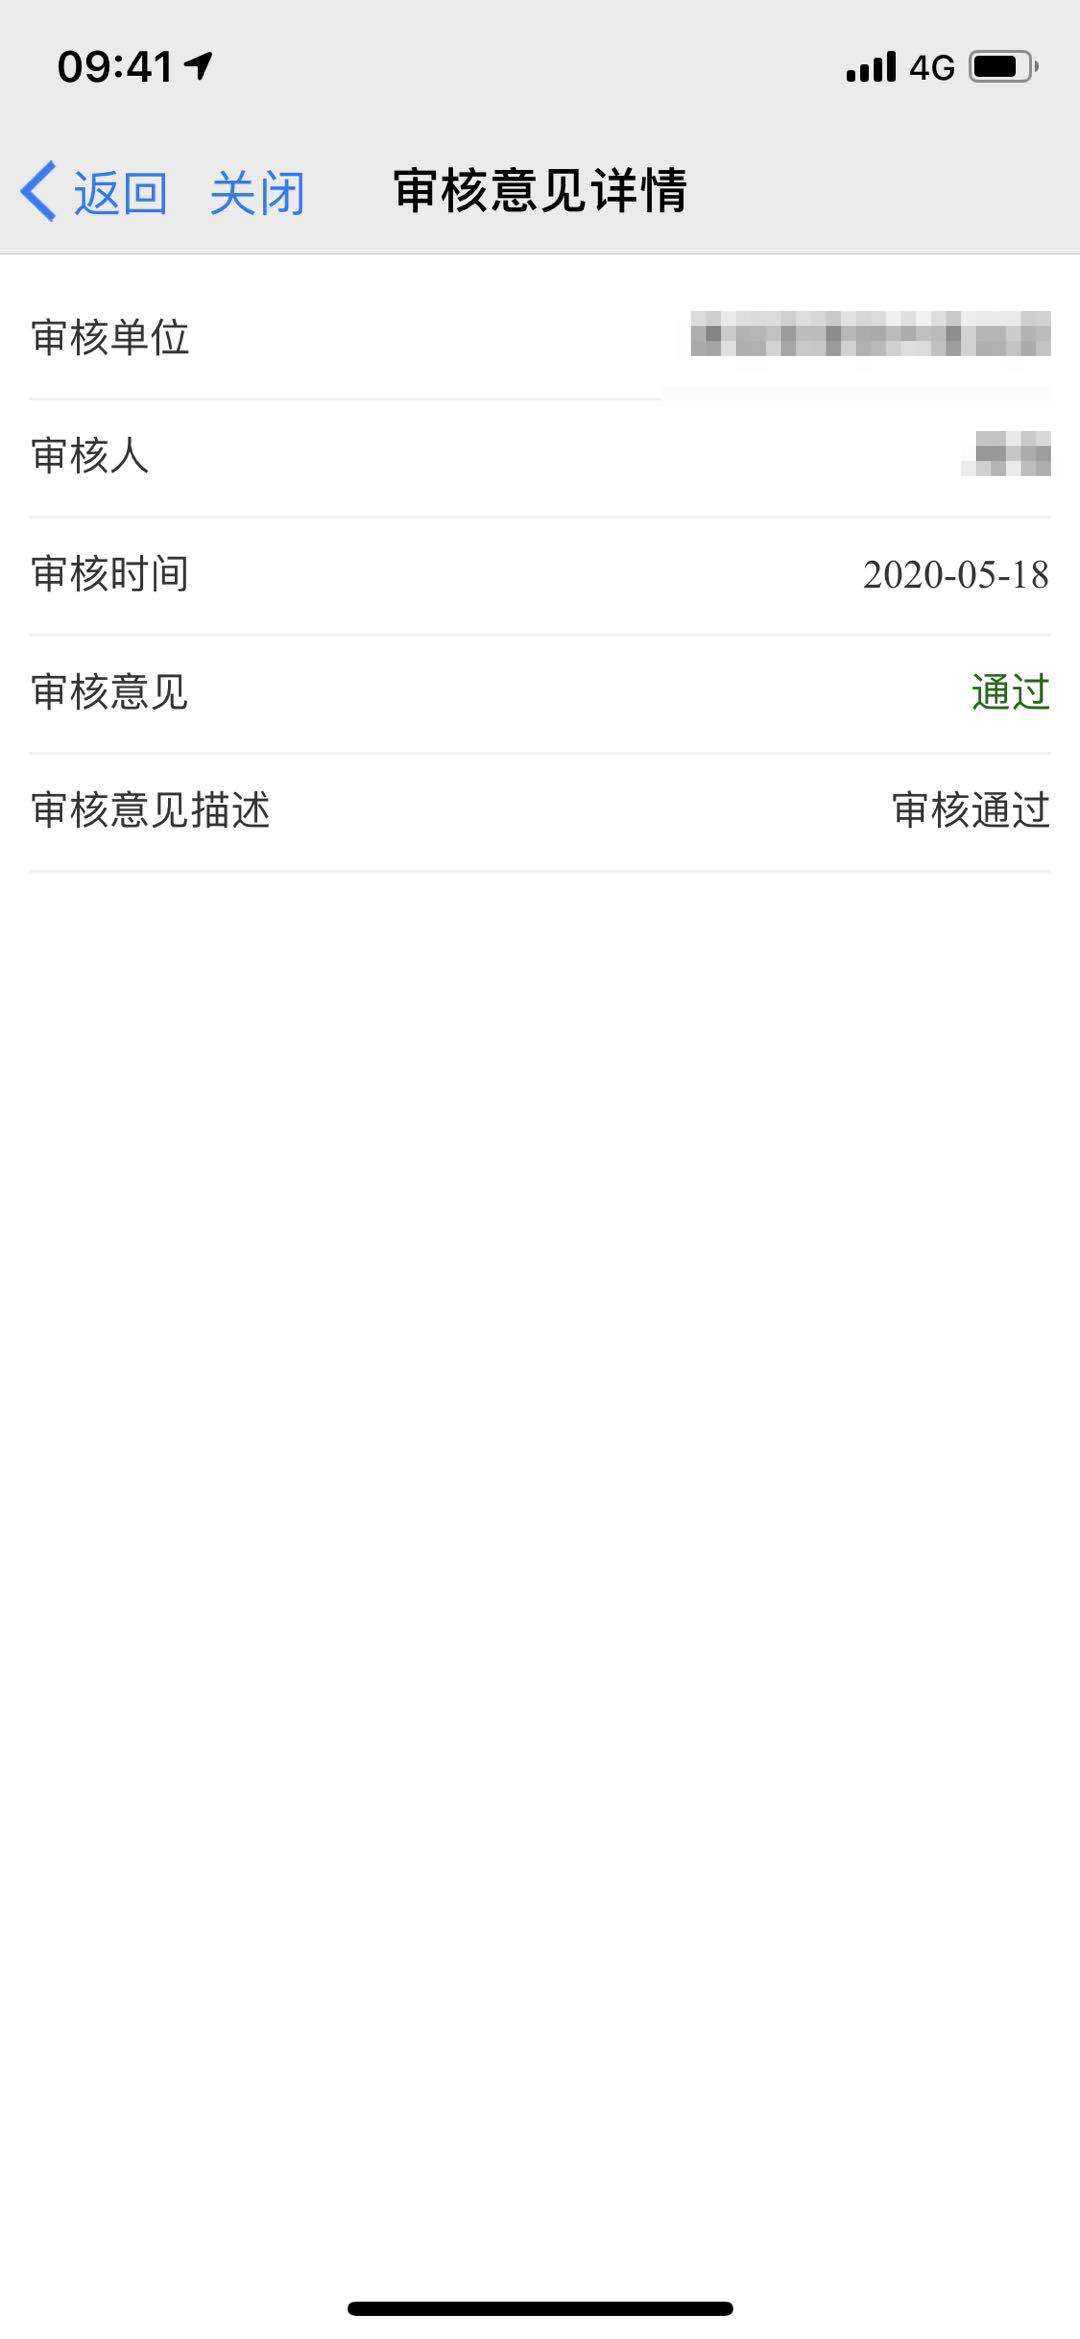 09:41 4G
返回 关闭 审核意见详情
审核单位
审核人
审核时间 2020-05-18
审核意见 通过
审核意见描述 审核通过